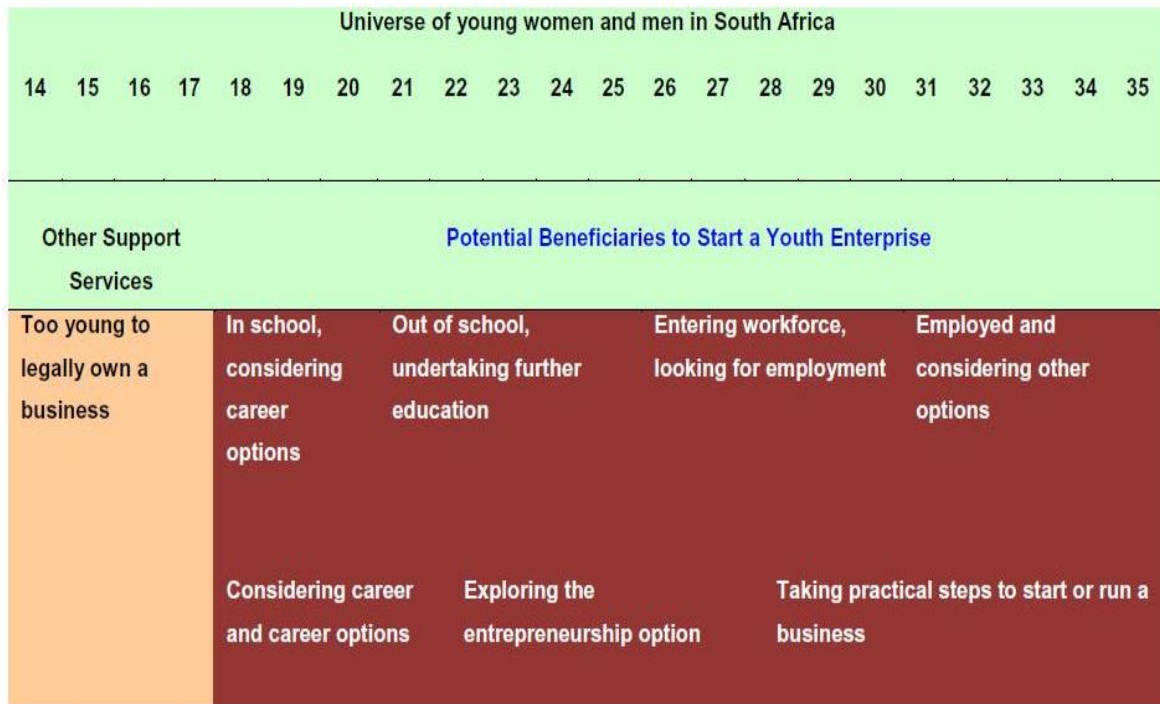 Universe of young women and men in South Africa
14 15 16 17 18 19 20 21 22 23 24 25 26 27 28 29 30 31 32 33 34 35
Other Support
Services
Potential Beneficiaries to Start a Youth Enterprise
Too young to
legally own a
business
In school,
considering
career
options
Out of school,
undertaking further
education
Entering workforce,
looking for employment
Employed and
considering other
options
Considering career
and career options
Exploring the
entrepreneurship option
Taking practical steps to start or run a
business